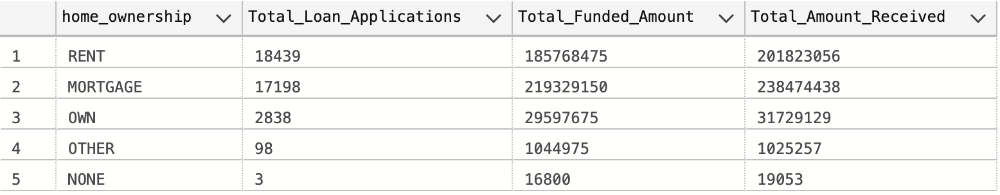 home_ownership Total_Loan_Applications Total_Funded_Amount Total_Amount_Received
1 RENT 18439 185768475 201823056
2 MORTGAGE 17198 219329150 238474438
3 OWN 2838 29597675 31729129
4 OTHER 98 1044975 1025257
5 NONE 3 16800 19053